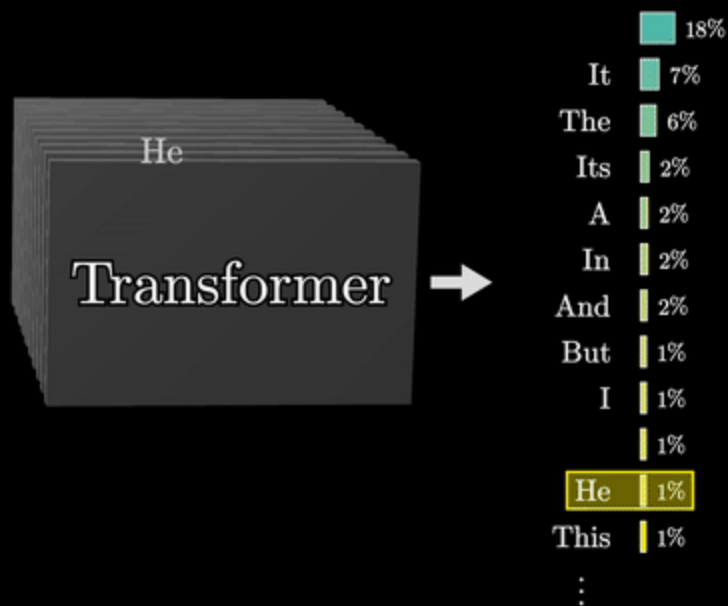 He
Transformer
18%
It 7%
The 6%
Its 2%
A 2%
In 2%
And 2%
But 1%
I 1%
1%
He 1%
This 1%
⋮